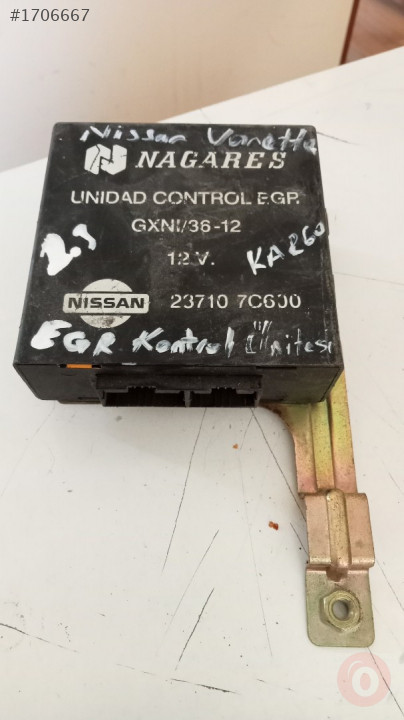 #1706667
Nissan Vanette
NAGARES
UNIDAD CONTROL EGR.
GXNI/36-12
12 V.
KARGO
2.3
NISSAN
23710 7C600
EGR Kontrol Ünitesi